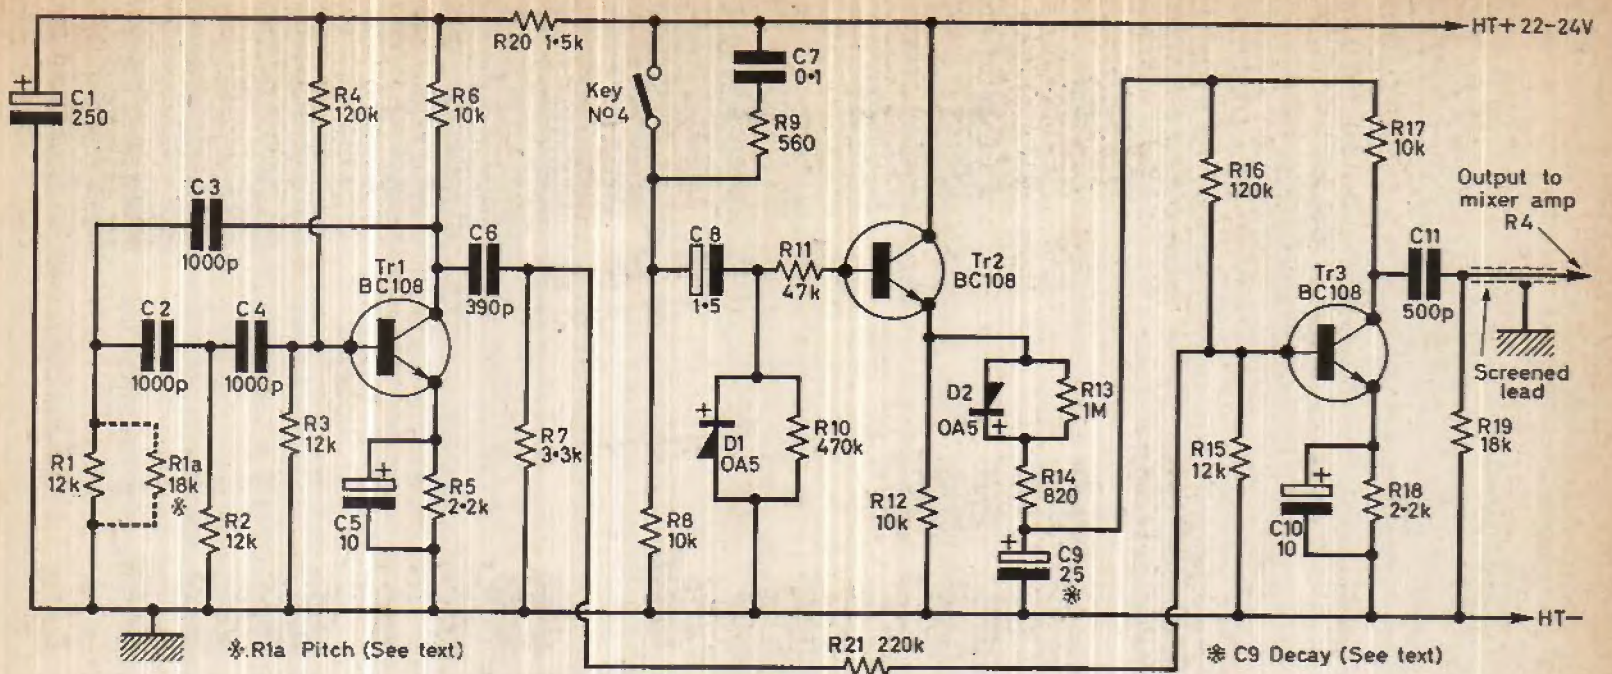 HT+ 22-24V
R20 1·5k
C1
250
+
R4
120k
R6
10k
Key
Nº 4
C7
0·1
R9
560
R16
120k
R17
10k
Output to
mixer amp
R4
C3
1000p
C6
390p
Tr1
BC108
C8
1·5
R11
47k
Tr2
BC108
Tr3
BC108
C11
500p
C2
1000p
C4
1000p
Screened
lead
R1
12k
R1a
18k
※
R2
12k
R3
12k
+
C5
10
R5
2·2k
R7
3·3k
R8
10k
+
D1
OA5
R10
470k
R12
10k
D2
OA5
+
R13
1M
R14
820
+
C9
25
※
R15
12k
+
C10
10
R18
2·2k
R19
18k
HT−
※ R1a Pitch (See text)
R21 220k
※ C9 Decay (See text)